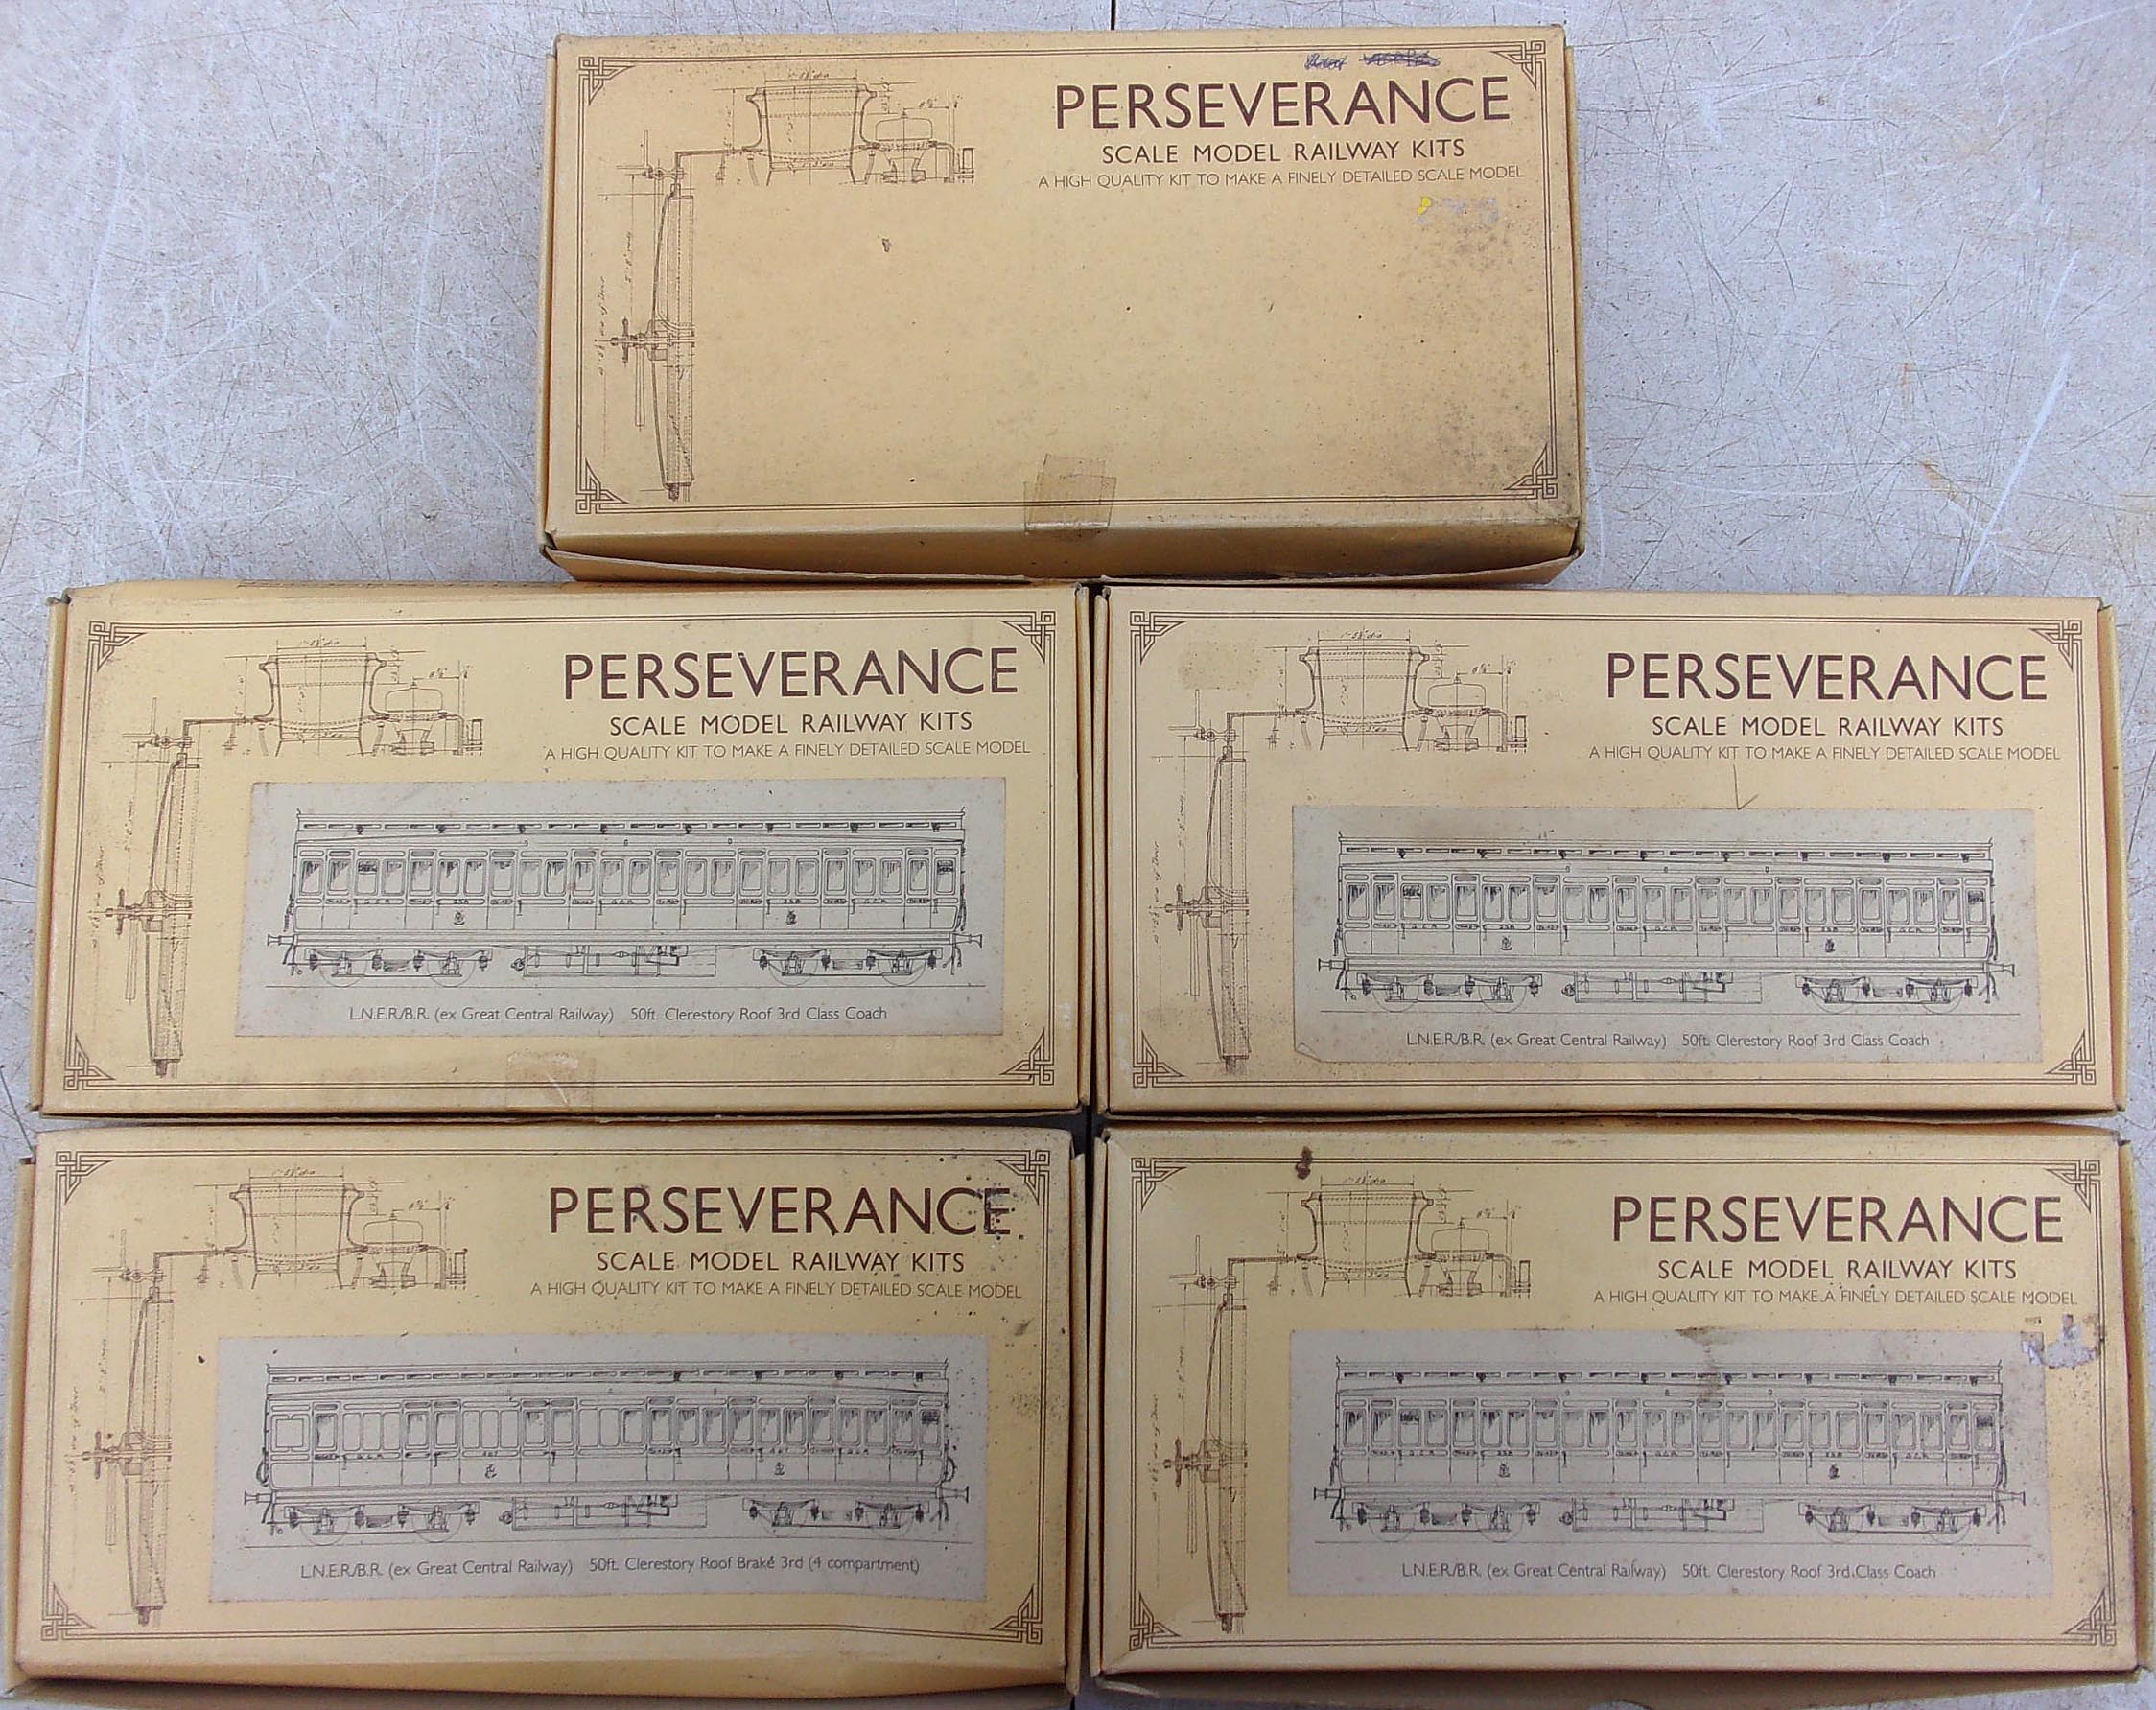 PERSEVERANCE
SCALE MODEL RAILWAY KITS
A HIGH QUALITY KIT TO MAKE A FINELY DETAILED SCALE MODEL
PERSEVERANCE
SCALE MODEL RAILWAY KITS
A HIGH QUALITY KIT TO MAKE A FINELY DETAILED SCALE MODEL
L.N.E.R./B.R. (ex Great Central Railway) 50ft. Clerestory Roof 3rd Class Coach
PERSEVERANCE
SCALE MODEL RAILWAY KITS
A HIGH QUALITY KIT TO MAKE A FINELY DETAILED SCALE MODEL
L.N.E.R./B.R. (ex Great Central Railway) 50ft. Clerestory Roof 3rd Class Coach
PERSEVERANCE
SCALE MODEL RAILWAY KITS
A HIGH QUALITY KIT TO MAKE A FINELY DETAILED SCALE MODEL
L.N.E.R./B.R. (ex Great Central Railway) 50ft. Clerestory Roof Brake 3rd (4 compartment)
PERSEVERANCE
SCALE MODEL RAILWAY KITS
A HIGH QUALITY KIT TO MAKE A FINELY DETAILED SCALE MODEL
L.N.E.R./B.R. (ex Great Central Railway) 50ft. Clerestory Roof 3rd Class Coach